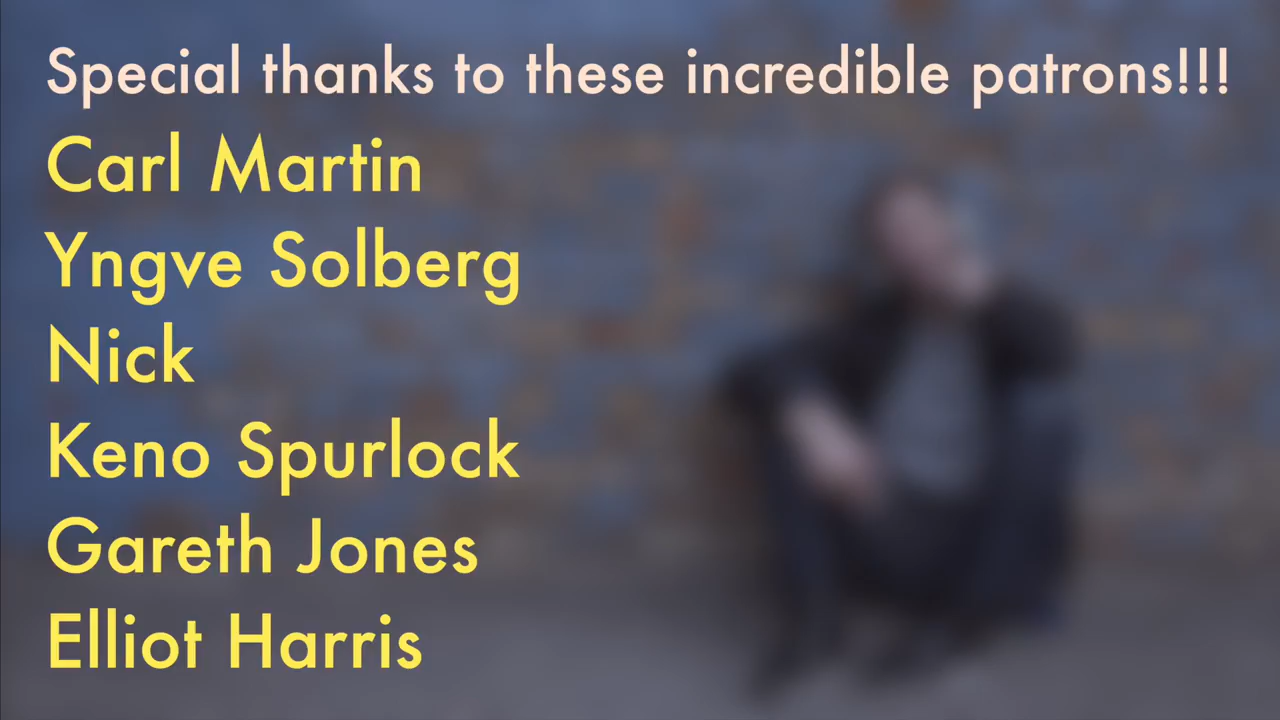 Special thanks to these incredible patrons!!!
Carl Martin
Yngve Solberg
Nick
Keno Spurlock
Gareth Jones
Elliot Harris